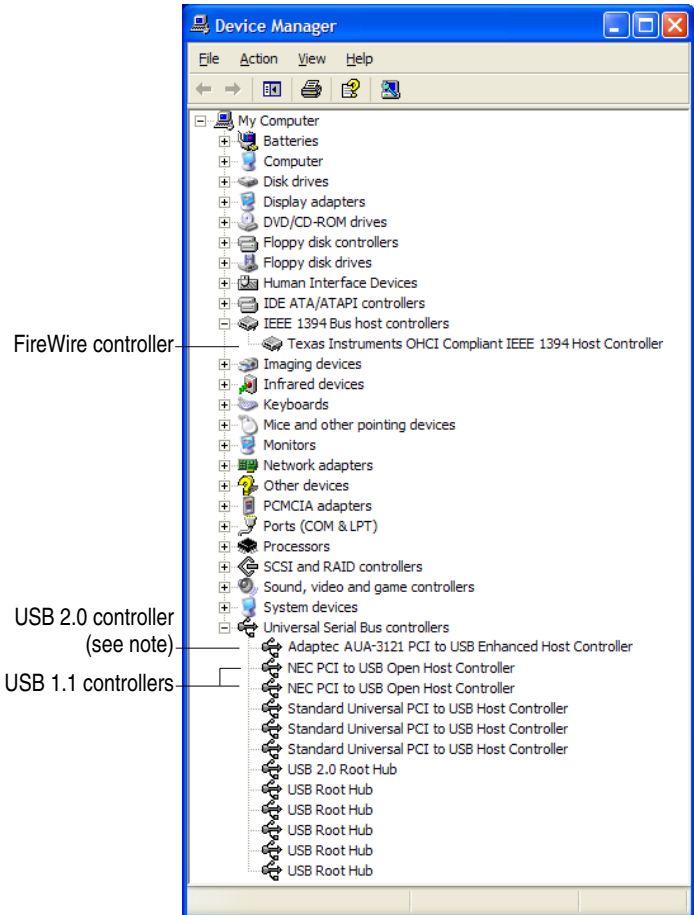 Device Manager
File Action View Help
My Computer
Batteries
Computer
Disk drives
Display adapters
DVD/CD-ROM drives
Floppy disk controllers
Floppy disk drives
Human Interface Devices
IDE ATA/ATAPI controllers
IEEE 1394 Bus host controllers
FireWire controller
Texas Instruments OHCI Compliant IEEE 1394 Host Controller
Imaging devices
Infrared devices
Keyboards
Mice and other pointing devices
Monitors
Network adapters
Other devices
PCMCIA adapters
Ports (COM & LPT)
Processors
SCSI and RAID controllers
Sound, video and game controllers
System devices
Universal Serial Bus controllers
USB 2.0 controller
(see note)
Adaptec AUA-3121 PCI to USB Enhanced Host Controller
USB 1.1 controllers
NEC PCI to USB Open Host Controller
NEC PCI to USB Open Host Controller
Standard Universal PCI to USB Host Controller
Standard Universal PCI to USB Host Controller
Standard Universal PCI to USB Host Controller
USB 2.0 Root Hub
USB Root Hub
USB Root Hub
USB Root Hub
USB Root Hub
USB Root Hub